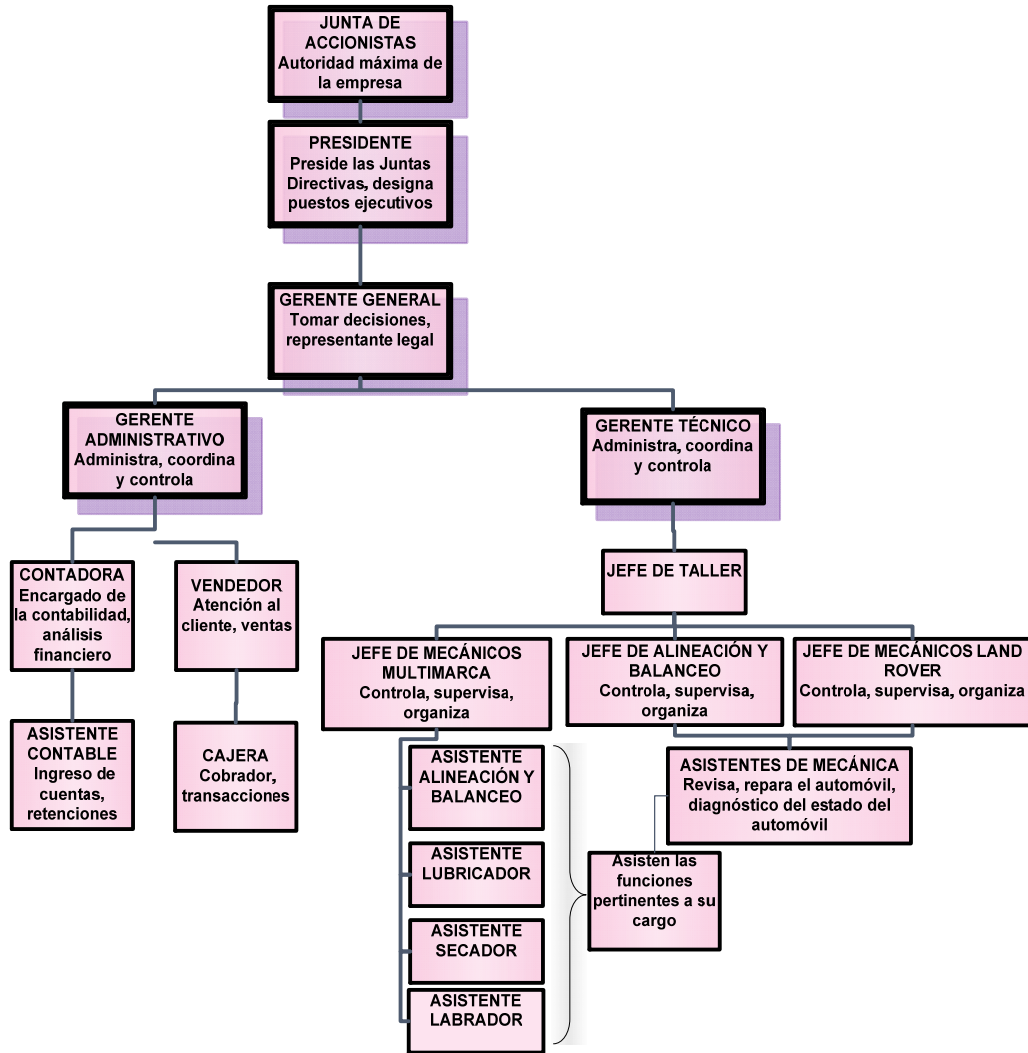 JUNTA DE
ACCIONISTAS
Autoridad máxima de
la empresa
PRESIDENTE
Preside las Juntas
Directivas, designa
puestos ejecutivos
GERENTE GENERAL
Tomar decisiones,
representante legal
GERENTE
ADMINISTRATIVO
Administra, coordina
y controla
GERENTE TÉCNICO
Administra, coordina
y controla
CONTADORA
Encargado de
la contabilidad,
análisis
financiero
VENDEDOR
Atención al
cliente, ventas
JEFE DE TALLER
JEFE DE MECÁNICOS
MULTIMARCA
Controla, supervisa,
organiza
JEFE DE ALINEACIÓN Y
BALANCEO
Controla, supervisa,
organiza
JEFE DE MECÁNICOS LAND
ROVER
Controla, supervisa, organiza
ASISTENTE
CONTABLE
Ingreso de
cuentas,
retenciones
CAJERA
Cobrador,
transacciones
ASISTENTE
ALINEACIÓN Y
BALANCEO
ASISTENTES DE MECÁNICA
Revisa, repara el automóvil,
diagnóstico del estado del
automóvil
ASISTENTE
LUBRICADOR
Asisten las
funciones
pertinentes a su
cargo
ASISTENTE
SECADOR
ASISTENTE
LABRADOR